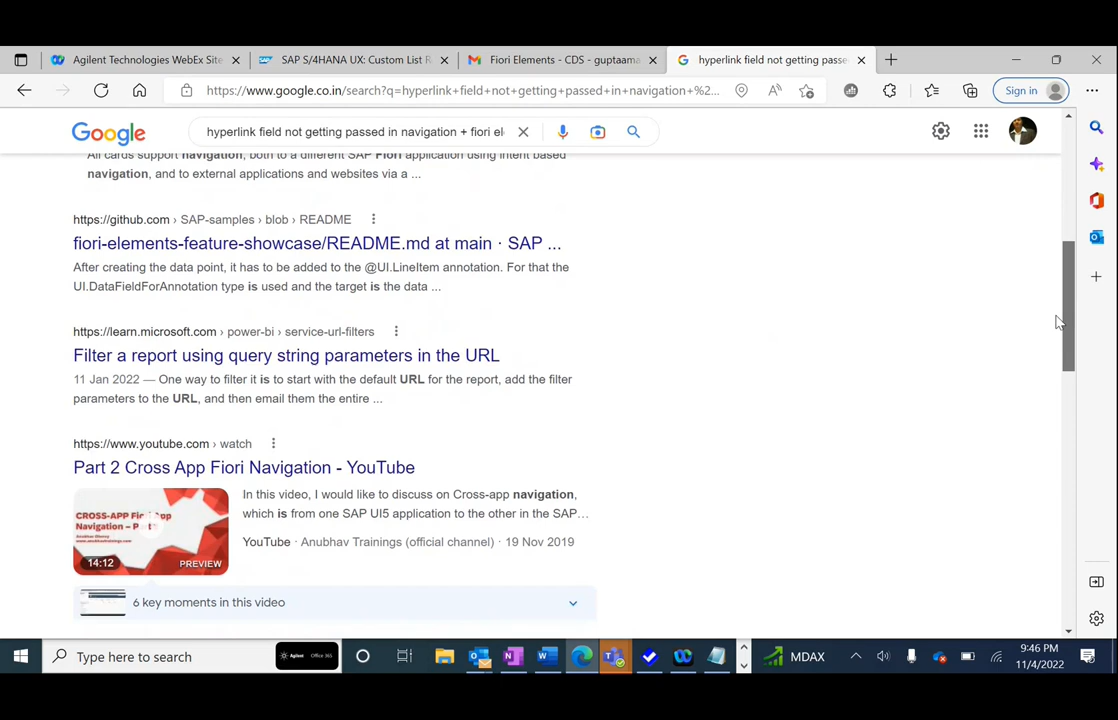 Agilent Technologies WebEx Site
SAP S/4HANA UX: Custom List R
Fiori Elements - CDS - guptaama
hyperlink field not getting passe
https://www.google.co.in/search?q=hyperlink+field+not+getting+passed+in+navigation+%2...
Sign in
Google
hyperlink field not getting passed in navigation + fiori el
All cards support navigation, both to a different SAP Fiori application using intent based
navigation, and to external applications and websites via a ...
https://github.com › SAP-samples › blob › README
fiori-elements-feature-showcase/README.md at main · SAP ...
After creating the data point, it has to be added to the @UI.LineItem annotation. For that the
UI.DataFieldForAnnotation type is used and the target is the data ...
https://learn.microsoft.com › power-bi › service-url-filters
Filter a report using query string parameters in the URL
11 Jan 2022 — One way to filter it is to start with the default URL for the report, add the filter
parameters to the URL, and then email them the entire ...
https://www.youtube.com › watch
Part 2 Cross App Fiori Navigation - YouTube
CROSS-APP Fiori App
Navigation – Part
14:12
PREVIEW
In this video, I would like to discuss on Cross-app navigation,
which is from one SAP UI5 application to the other in the SAP...
YouTube · Anubhav Trainings (official channel) · 19 Nov 2019
6 key moments in this video
Type here to search
Agilent
Office 365
MDAX
9:46 PM
11/4/2022